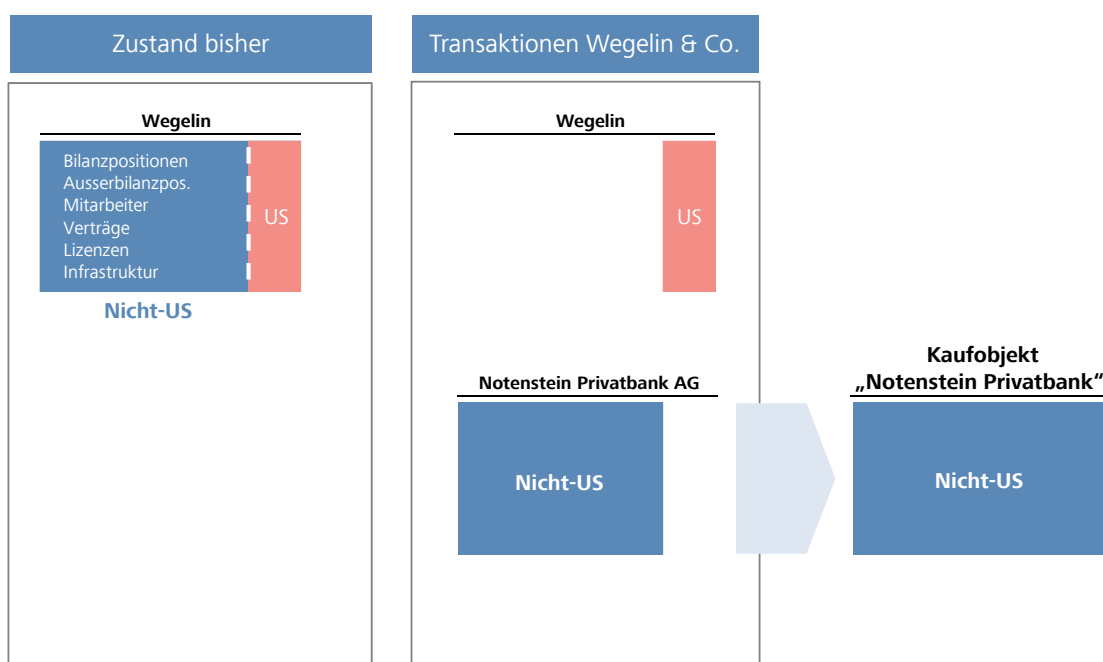 Zustand bisher
Transaktionen Wegelin & Co.
Wegelin
Bilanzpositionen
Ausserbilanzpos.
Mitarbeiter
Verträge
Lizenzen
Infrastruktur
US
Nicht-US
Wegelin
US
Notenstein Privatbank AG
Nicht-US
Kaufobjekt
„Notenstein Privatbank“
Nicht-US